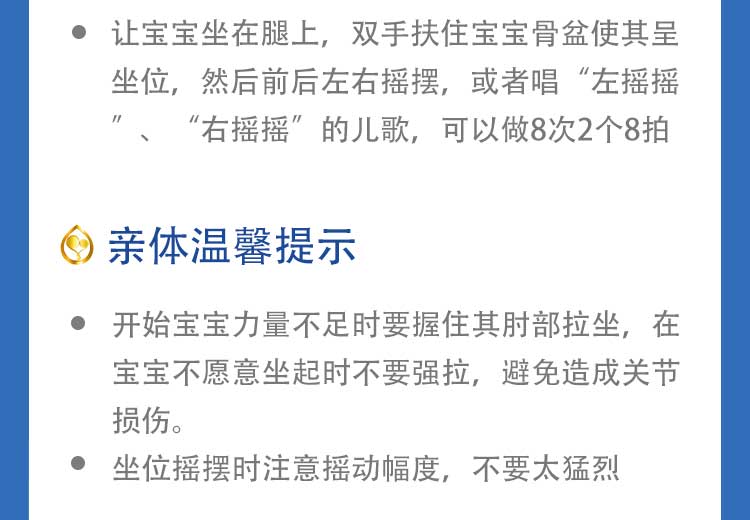 ● 让宝宝坐在腿上，双手扶住宝宝骨盆使其呈
坐位，然后前后左右摇摆，或者唱“左摇摇
”、“右摇摇”的儿歌，可以做8次2个8拍
亲体温馨提示
● 开始宝宝力量不足时要握住其肘部拉坐，在
宝宝不愿意坐起时不要强拉，避免造成关节
损伤。
● 坐位摇摆时注意摇动幅度，不要太猛烈